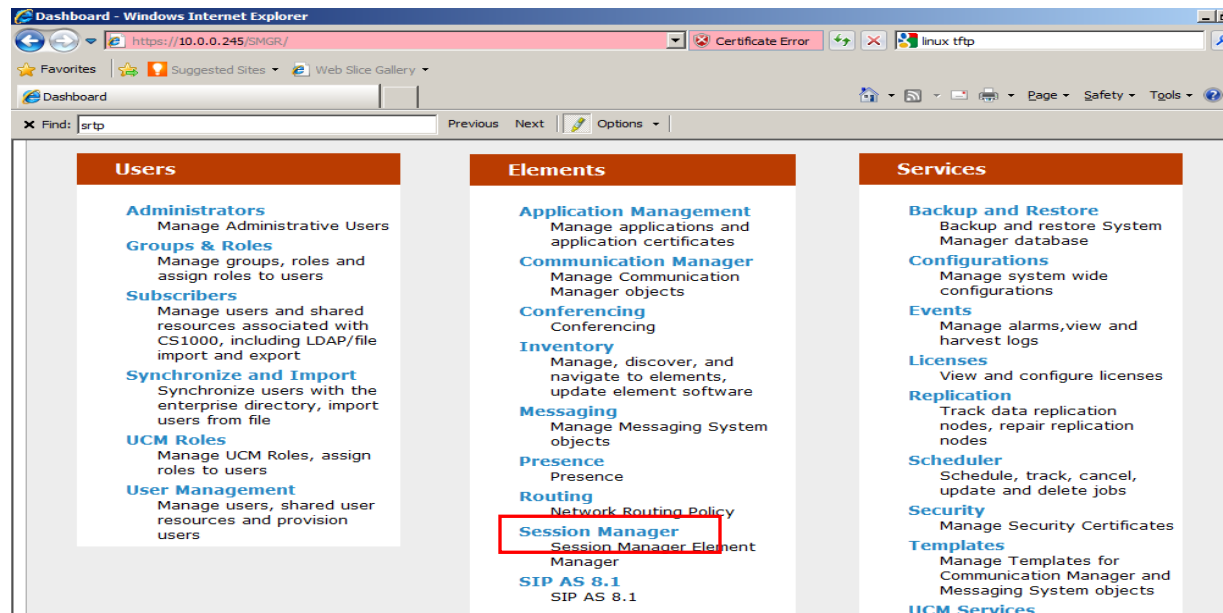 Dashboard - Windows Internet Explorer
https://10.0.0.245/SMGR/
Certificate Error
linux tftp
Favorites
Suggested Sites
Web Slice Gallery
Dashboard
Page
Safety
Tools
Find: srtp
Previous Next
Options
Users
Administrators
Manage Administrative Users
Groups & Roles
Manage groups, roles and
assign roles to users
Subscribers
Manage users and shared
resources associated with
CS1000, including LDAP/file
import and export
Synchronize and Import
Synchronize users with the
enterprise directory, import
users from file
UCM Roles
Manage UCM Roles, assign
roles to users
User Management
Manage users, shared user
resources and provision
users
Elements
Application Management
Manage applications and
application certificates
Communication Manager
Manage Communication
Manager objects
Conferencing
Conferencing
Inventory
Manage, discover, and
navigate to elements,
update element software
Messaging
Manage Messaging System
objects
Presence
Presence
Routing
Network Routing Policy
Session Manager
Session Manager Element
Manager
SIP AS 8.1
SIP AS 8.1
Services
Backup and Restore
Backup and restore System
Manager database
Configurations
Manage system wide
configurations
Events
Manage alarms,view and
harvest logs
Licenses
View and configure licenses
Replication
Track data replication
nodes, repair replication
nodes
Scheduler
Schedule, track, cancel,
update and delete jobs
Security
Manage Security Certificates
Templates
Manage Templates for
Communication Manager and
Messaging System objects
UCM Services